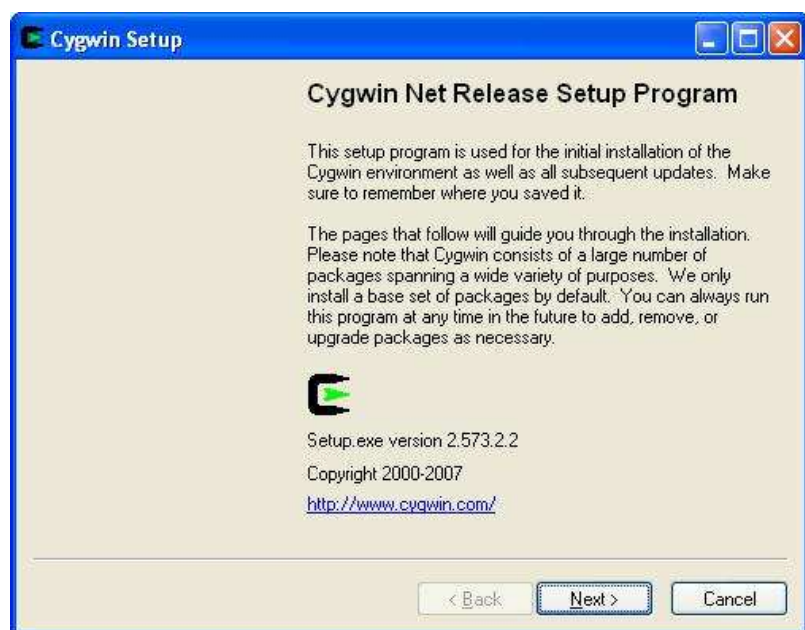 Cygwin Setup
Cygwin Net Release Setup Program
This setup program is used for the initial installation of the
Cygwin environment as well as all subsequent updates.  Make
sure to remember where you saved it.
The pages that follow will guide you through the installation.
Please note that Cygwin consists of a large number of
packages spanning a wide variety of purposes.  We only
install a base set of packages by default.  You can always run
this program at any time in the future to add, remove, or
upgrade packages as necessary.
Setup.exe version 2.573.2.2
Copyright 2000-2007
http://www.cygwin.com/
< Back
Next >
Cancel